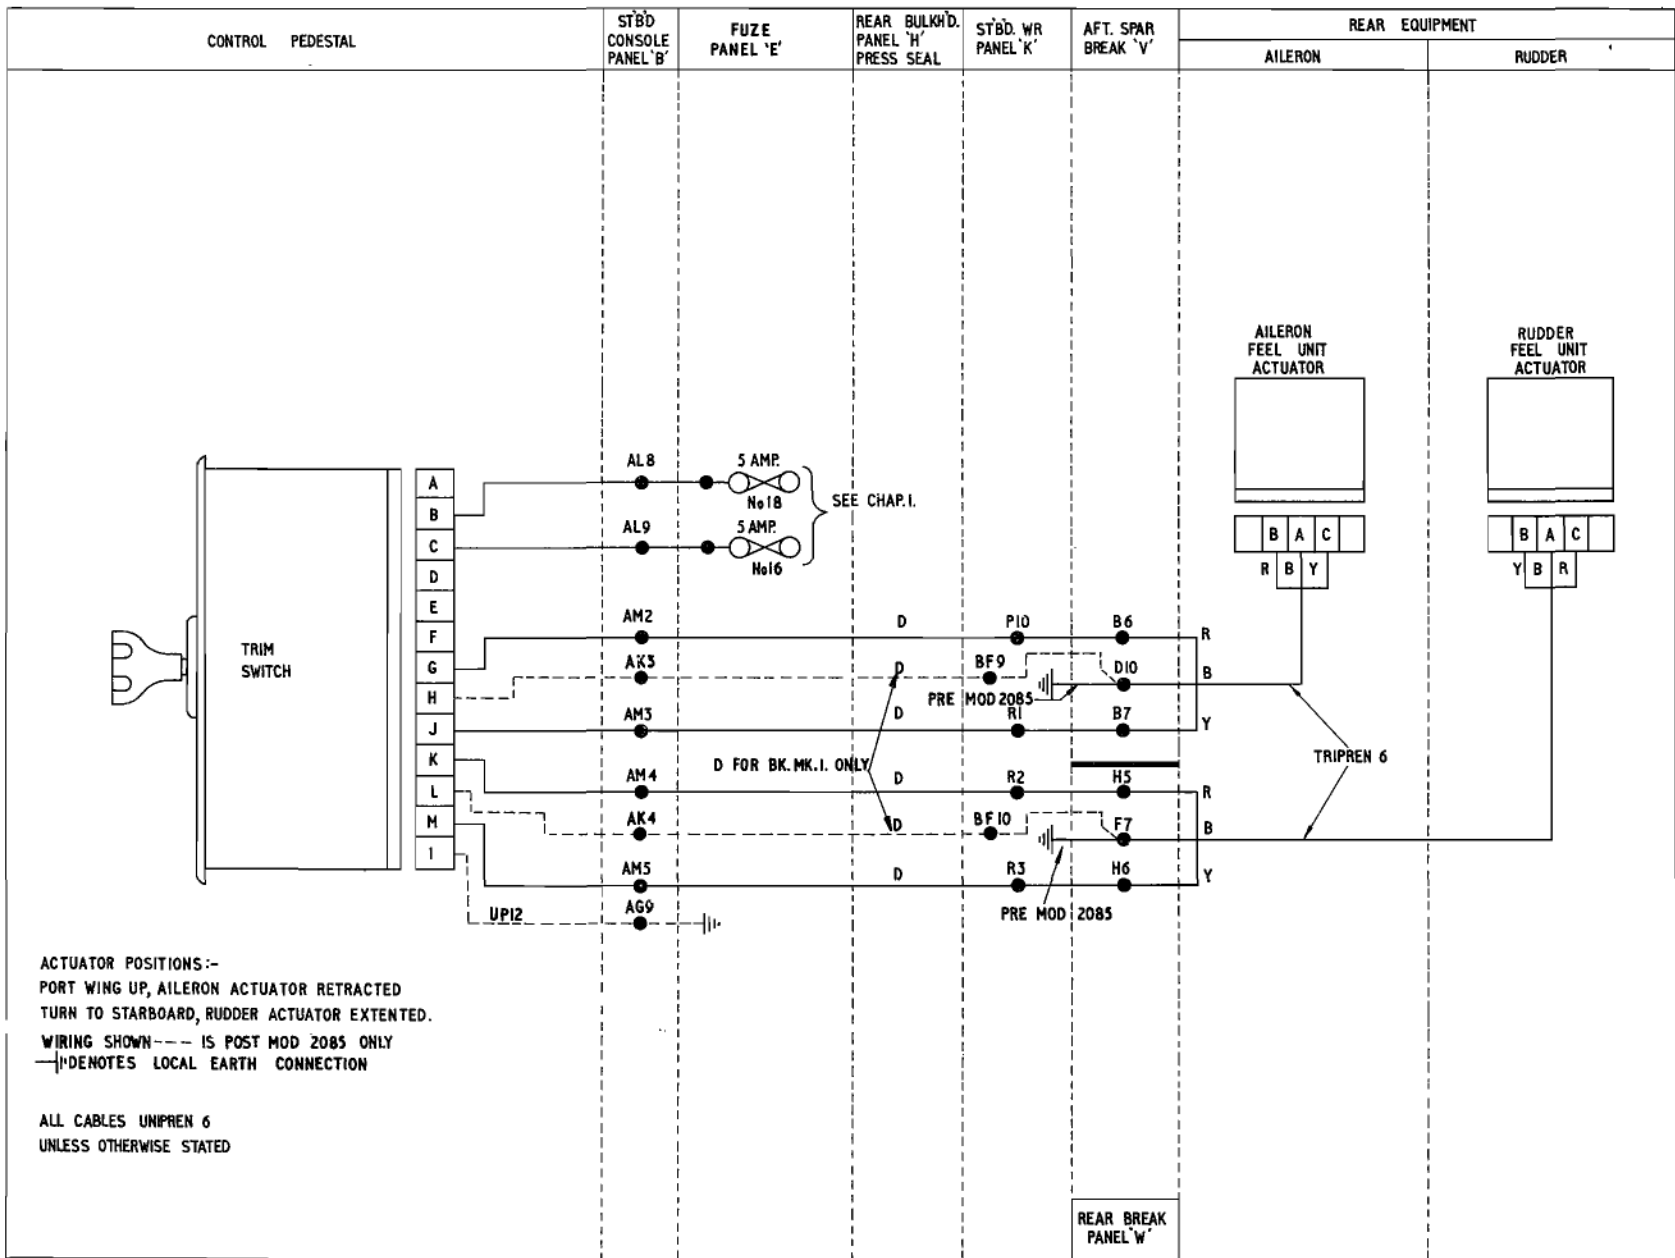 CONTROL PEDESTAL
ST'B'D
CONSOLE
PANEL 'B'
FUZE
PANEL 'E'
REAR BULKH'D.
PANEL 'H'
PRESS SEAL
ST'BD. WR
PANEL 'K'
AFT. SPAR
BREAK 'V'
REAR EQUIPMENT
AILERON
RUDDER
AILERON
FEEL UNIT
ACTUATOR
RUDDER
FEEL UNIT
ACTUATOR
B A C
R B Y
B A C
Y B R
TRIM
SWITCH
A
B
C
D
E
F
G
H
J
K
L
M
1
AL8
5 AMP.
No18
SEE CHAP.1.
AL9
5 AMP.
No16
AM2
D
P10
B6
R
AK3
D
BF9
D10
B
PRE MOD 2085
AM3
D
R1
B7
Y
D FOR BK.MK.1. ONLY
TRIPREN 6
AM4
D
R2
H5
R
AK4
D
BF10
F7
B
AM5
D
R3
H6
Y
PRE MOD 2085
UP12
AG9
ACTUATOR POSITIONS:-
PORT WING UP, AILERON ACTUATOR RETRACTED
TURN TO STARBOARD, RUDDER ACTUATOR EXTENTED.
WIRING SHOWN ---- IS POST MOD 2085 ONLY
DENOTES LOCAL EARTH CONNECTION
ALL CABLES UNIPREN 6
UNLESS OTHERWISE STATED
REAR BREAK
PANEL 'W'